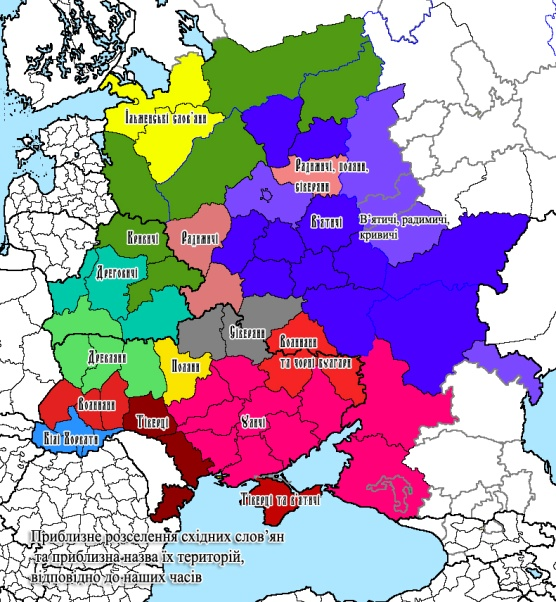 Ільменські слов'яни
Радимичі, поляни,
сіверяни
В'ятичі, радимичі,
кривичі
В'ятичі
Кривичі
Радимичі
Дреговичі
Сіверяни
Волиняни
та чорні булгари
Древляни
Поляни
Волиняни
Тіверці
Уличі
Білі Хорвати
Тіверці та в'ятичі
Приблизне розселення східних слов'ян
та приблизна назва їх територій,
відповідно до наших часів